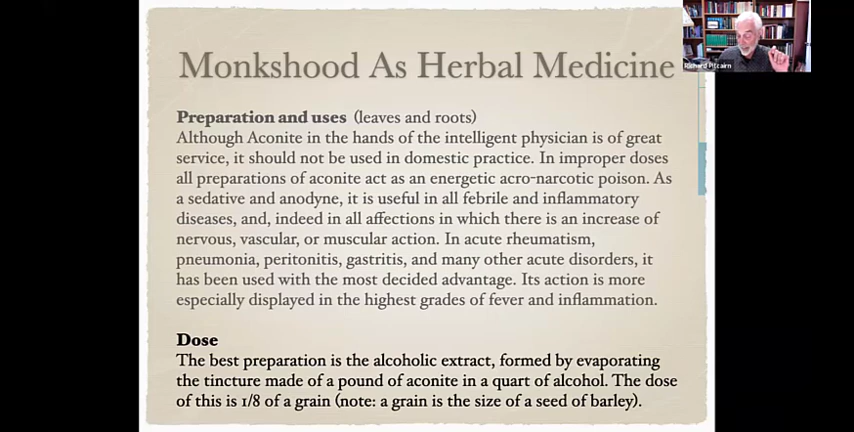 Monkshood As Herbal Medicine
Richard Pitcairn
Preparation and uses (leaves and roots)
Although Aconite in the hands of the intelligent physician is of great
service, it should not be used in domestic practice. In improper doses
all preparations of aconite act as an energetic acro-narcotic poison. As
a sedative and anodyne, it is useful in all febrile and inflammatory
diseases, and, indeed in all affections in which there is an increase of
nervous, vascular, or muscular action. In acute rheumatism,
pneumonia, peritonitis, gastritis, and many other acute disorders, it
has been used with the most decided advantage. Its action is more
especially displayed in the highest grades of fever and inflammation.
Dose
The best preparation is the alcoholic extract, formed by evaporating
the tincture made of a pound of aconite in a quart of alcohol. The dose
of this is 1/8 of a grain (note: a grain is the size of a seed of barley).